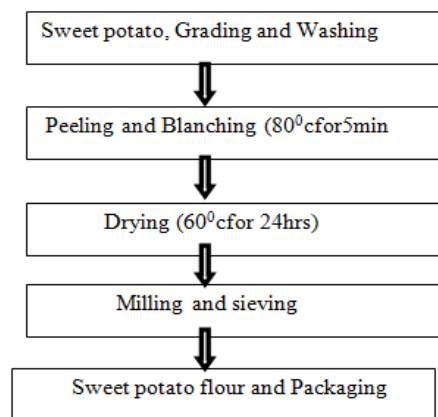 Sweet potato, Grading and Washing
Peeling and Blanching (80⁰cfor5min
Drying (60⁰cfor 24hrs)
Milling and sieving
Sweet potato flour and Packaging